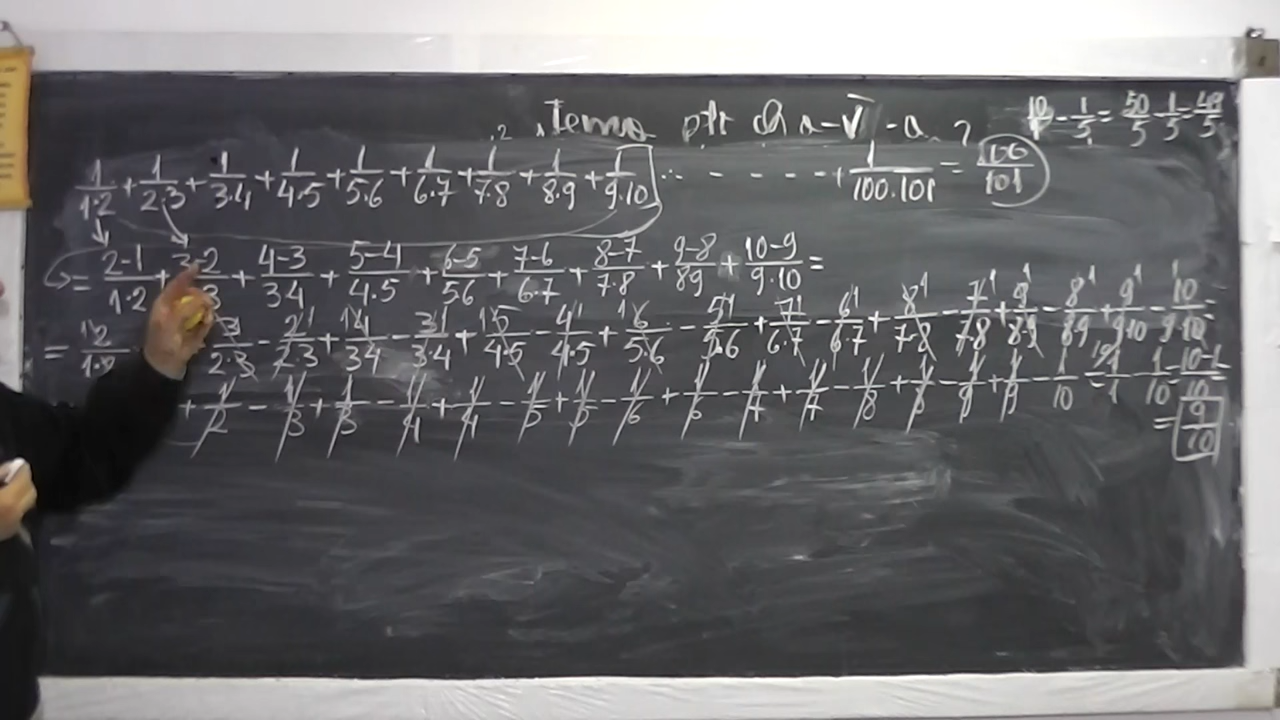 Tema ptr cl a-V-a
10/1 - 1/5 = 50/5 - 1/5 = 49/5
1/1·2 + 1/2·3 + 1/3·4 + 1/4·5 + 1/5·6 + 1/6·7 + 1/7·8 + 1/8·9 + 1/9·10 ....... + 1/100·101 = 100/101
= 2-1/1·2 + 3-2/ + 4-3/3 4 + 5-4/4·5 + 6-5/5 6 + 7-6/6·7 + 8-7/7·8 + 9-8/8 9 + 10-9/9·10 =
= 2/1·2 3/2·3 - 2/2·3 + 4/3 4 - 3/3·4 + 5/4·5 - 4/4·5 + 6/5·6 - 5/5·6 + 7/6·7 - 6/6·7 + 8/7·8 - 7/7·8 + 9/8 9 - 8/8 9 + 9·10 - 10/9·10 =
+ 1/2 - 1/3 + 1/3 - 1/4 + 1/4 - 1/5 + 1/5 - 1/6 + 1/6 - 1/7 + 1/7 - 1/8 + 1/8 - 1/9 + 1/9 - 1/10 = 1/1 - 1/10 = 10-1/10 =
= 9/10